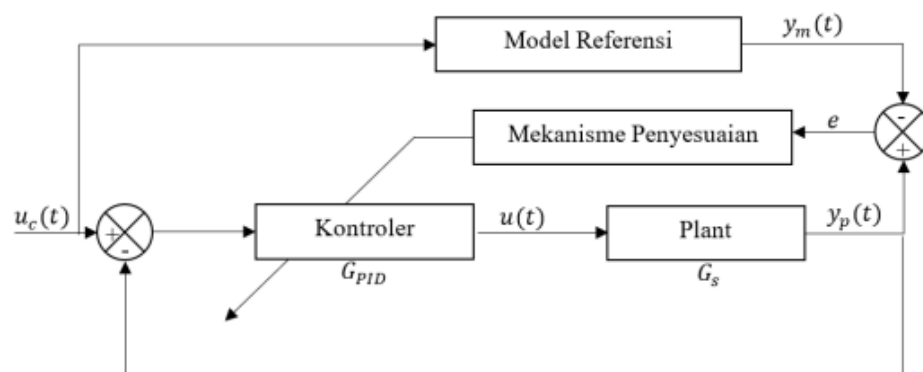 Model Referensi
y_m(t)
-
Mekanisme Penyesuaian
e
+
u_c(t)
+
-
Kontroler
u(t)
Plant
y_p(t)
G_PID
G_s